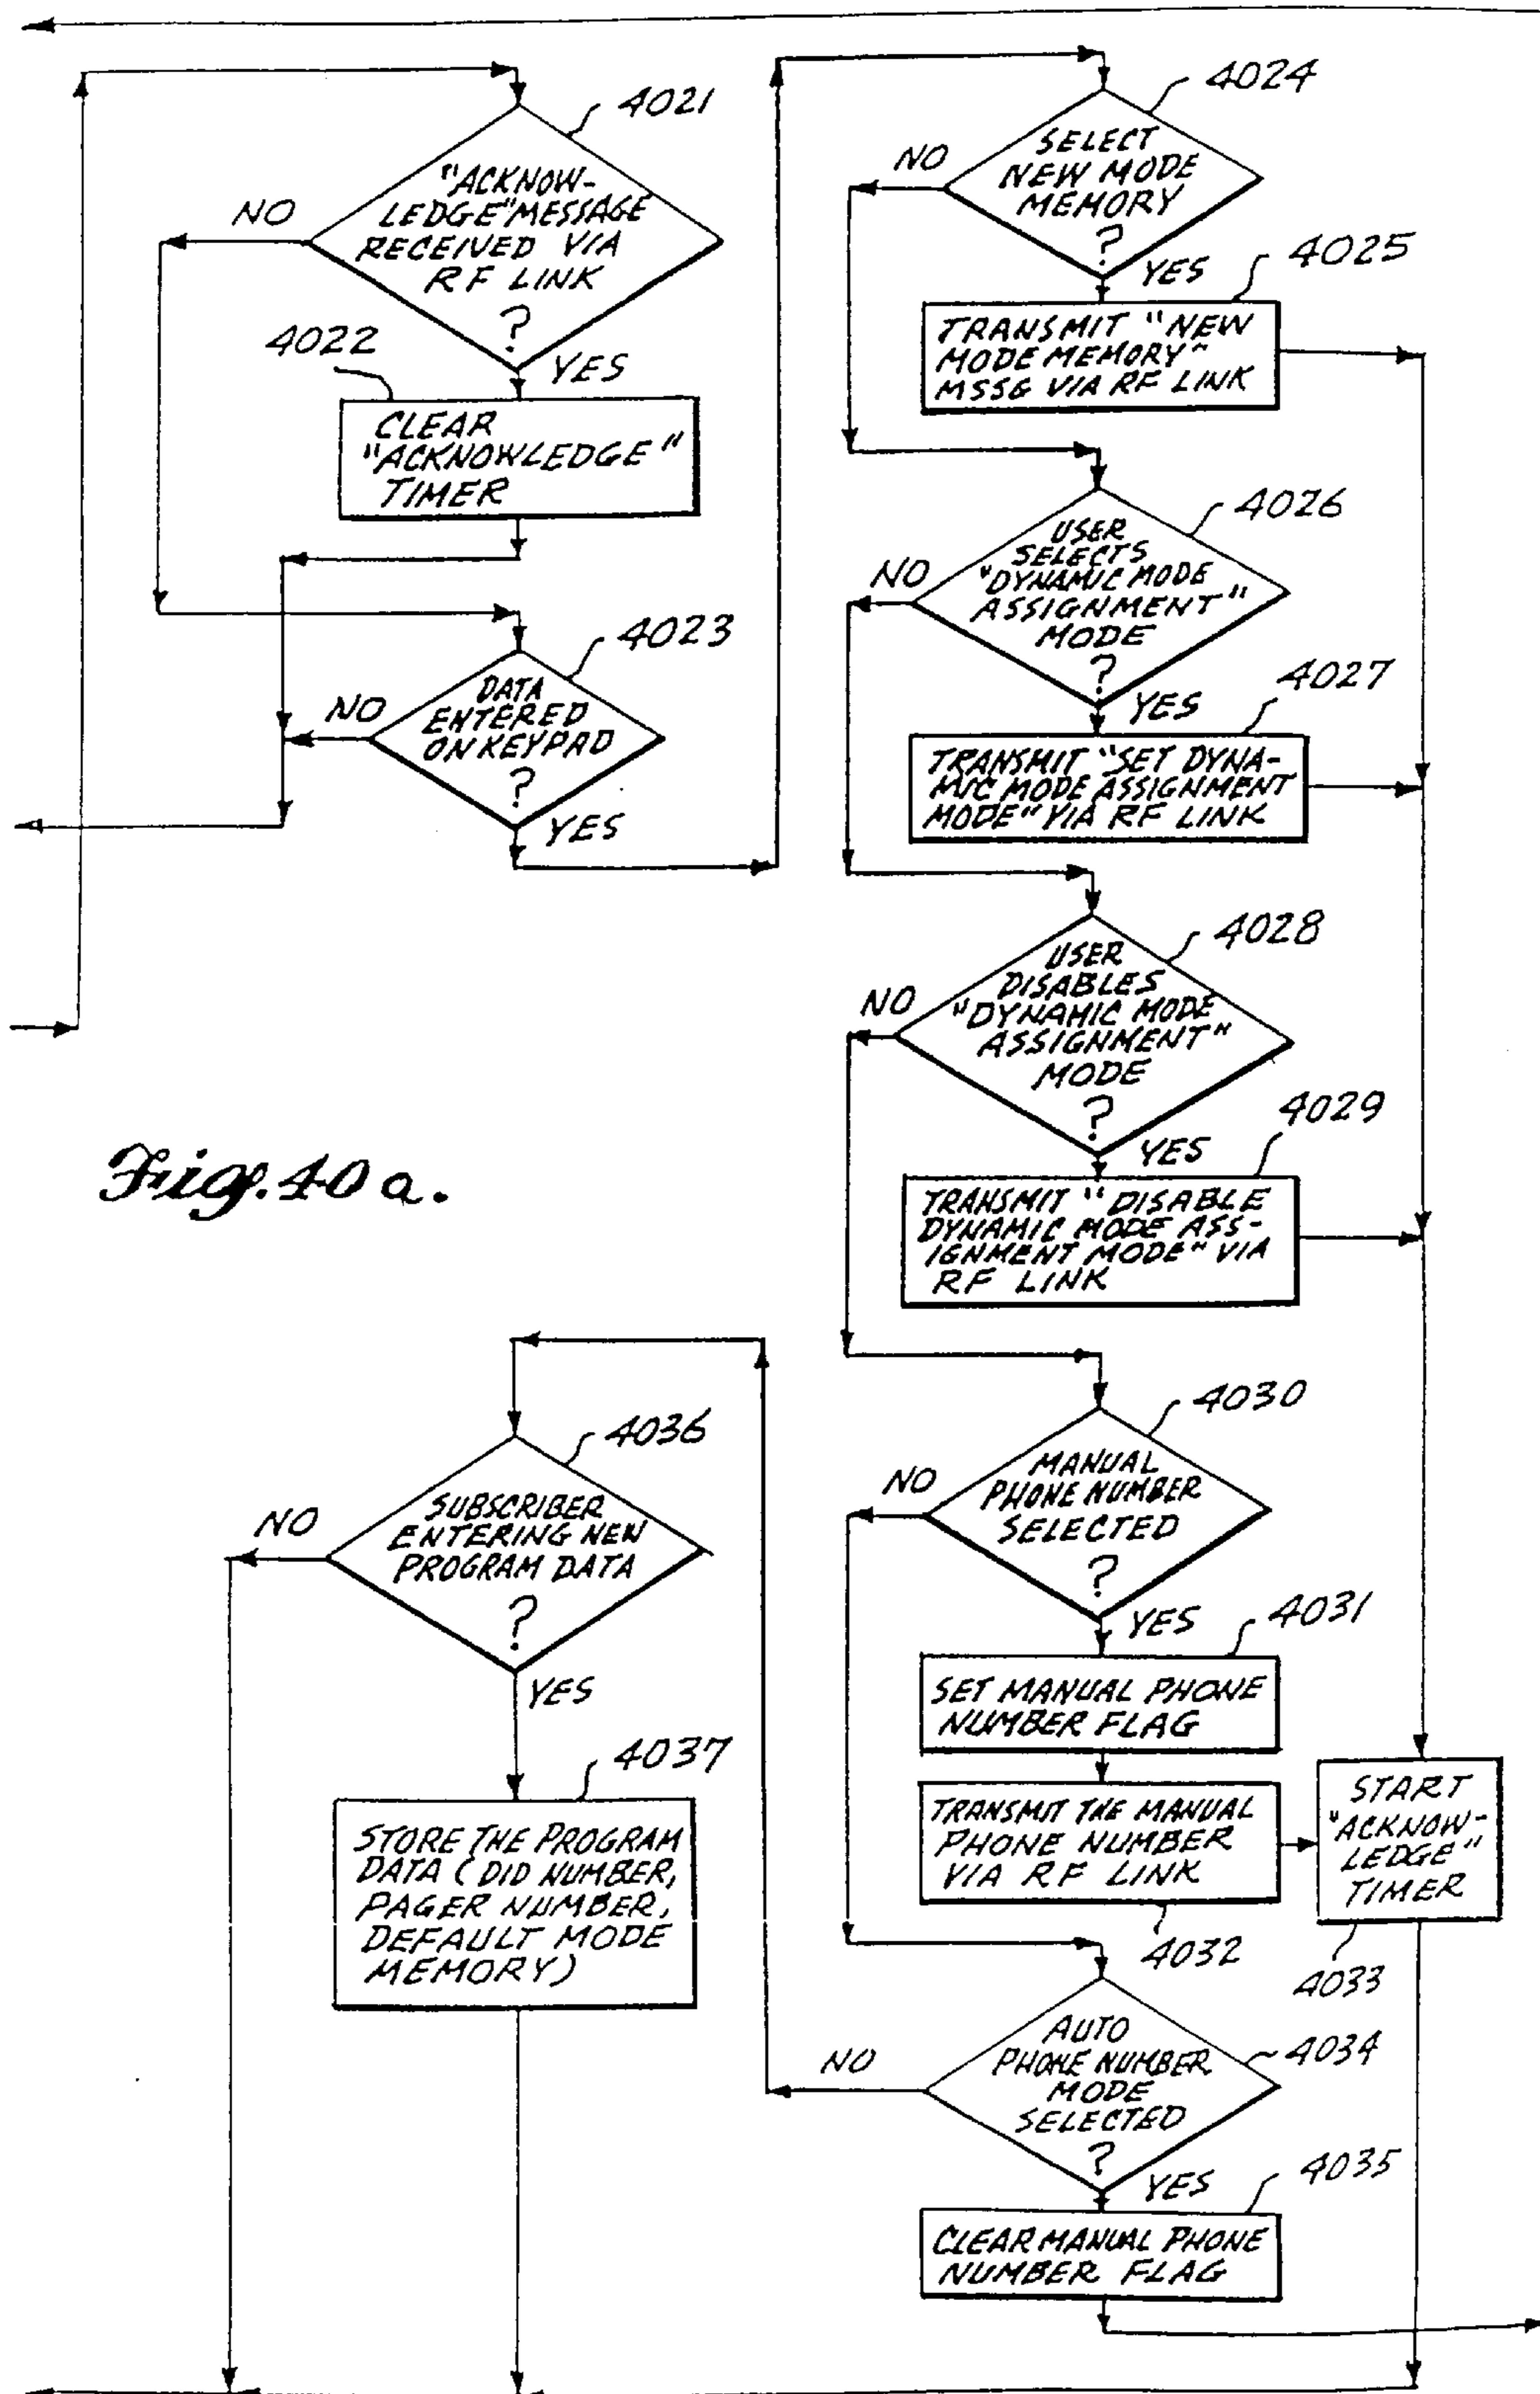 4021
"ACKNOW-
LEDGE" MESSAGE
RECEIVED VIA
RF LINK
?
NO
YES
4022
CLEAR
"ACKNOWLEDGE"
TIMER
4023
DATA
ENTERED
ON KEYPAD
?
NO
YES
4024
SELECT
NEW MODE
MEMORY
?
NO
YES
4025
TRANSMIT "NEW
MODE MEMORY"
MSSG VIA RF LINK
4026
USER
SELECTS
"DYNAMIC MODE
ASSIGNMENT"
MODE
?
NO
YES
4027
TRANSMIT "SET DYNA-
MIC MODE ASSIGNMENT
MODE" VIA RF LINK
4028
USER
DISABLES
"DYNAMIC MODE
ASSIGNMENT"
MODE
?
NO
YES
4029
TRANSMIT "DISABLE
DYNAMIC MODE ASS-
IGNMENT MODE" VIA
RF LINK
Fig. 40a.
4030
MANUAL
PHONE NUMBER
SELECTED
?
NO
YES
4031
SET MANUAL PHONE
NUMBER FLAG
TRANSMIT THE MANUAL
PHONE NUMBER
VIA RF LINK
4032
START
"ACKNOW-
LEDGE"
TIMER
4033
AUTO
PHONE NUMBER
MODE
SELECTED
?
4034
NO
YES
4035
CLEAR MANUAL PHONE
NUMBER FLAG
4036
SUBSCRIBER
ENTERING NEW
PROGRAM DATA
?
NO
YES
4037
STORE THE PROGRAM
DATA (DID NUMBER,
PAGER NUMBER,
DEFAULT MODE
MEMORY)